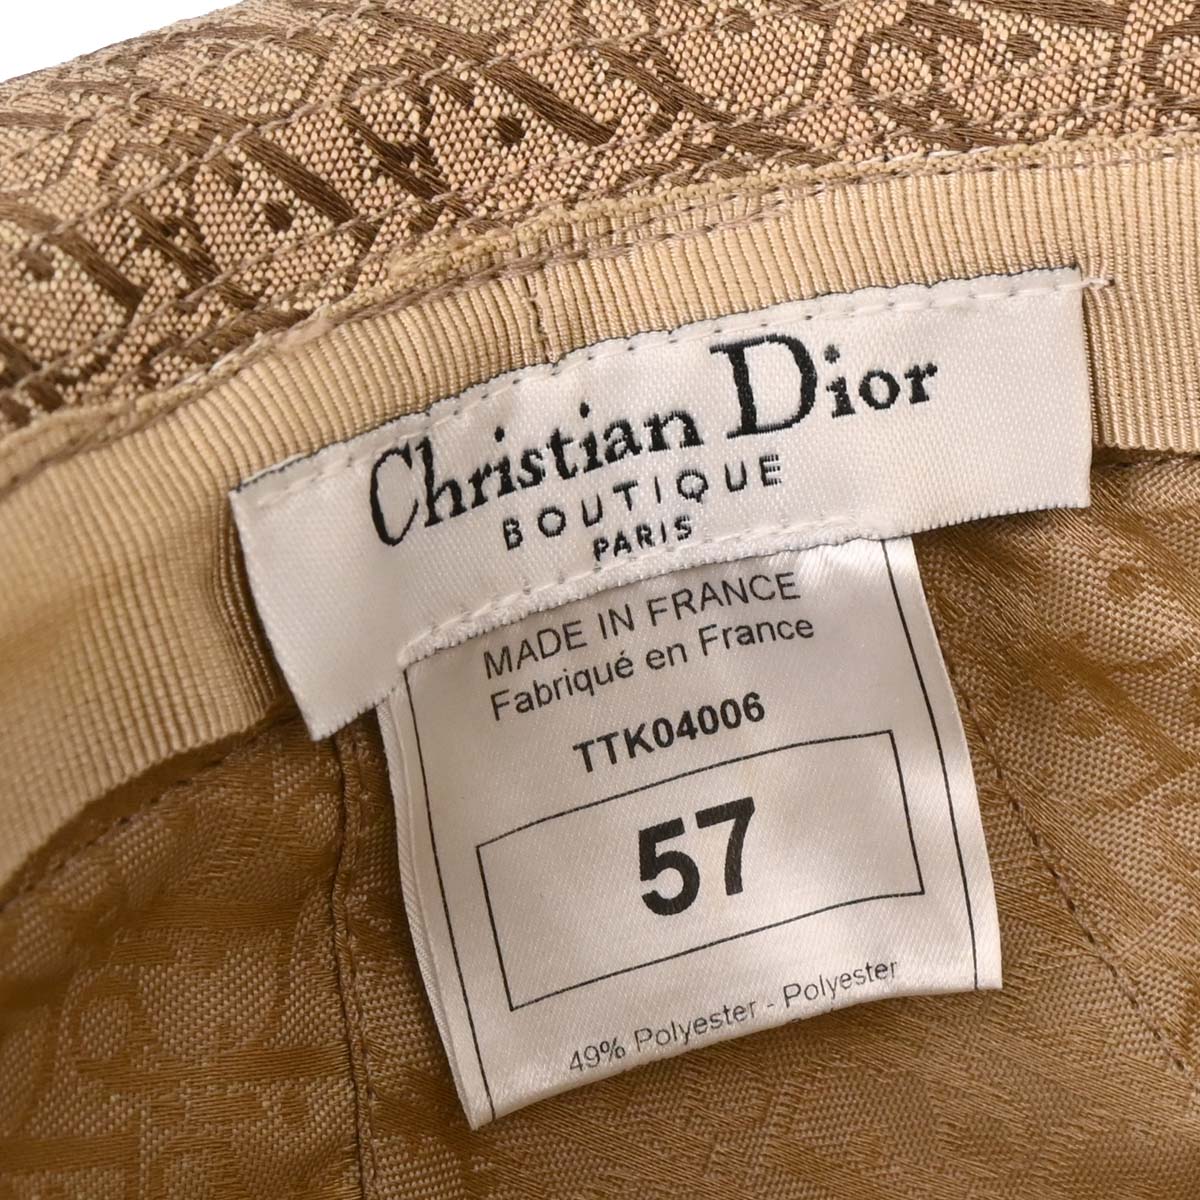 Christian Dior
BOUTIQUE
PARIS
MADE IN FRANCE
Fabriqué en France
TTK04006
57
49% Polyester - Polyester